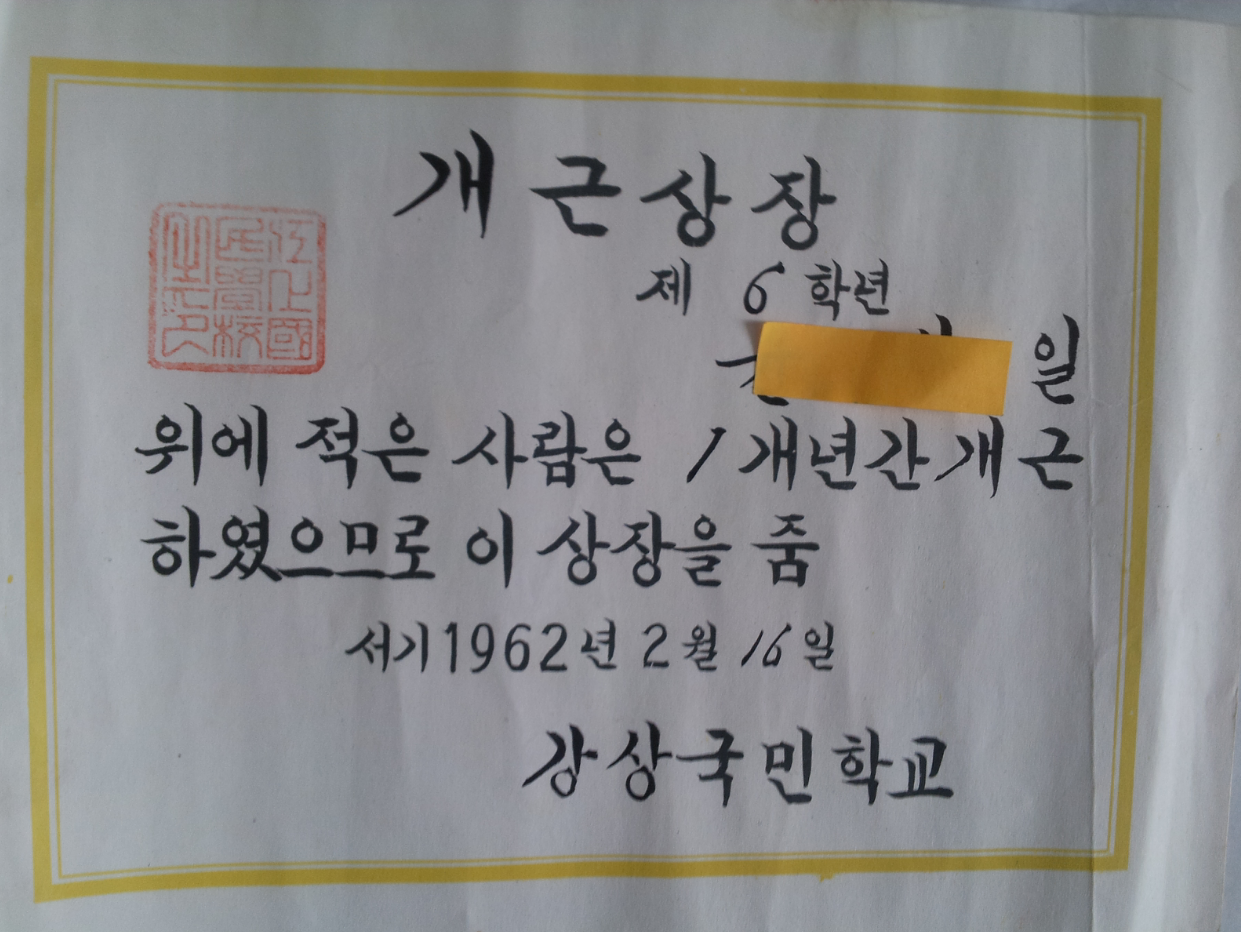 개근상장
제 6 학년
일
위에 적은 사람은 1개년간개근
하였으므로 이 상장을 줌
서기1962년 2월 16일
강상국민학교